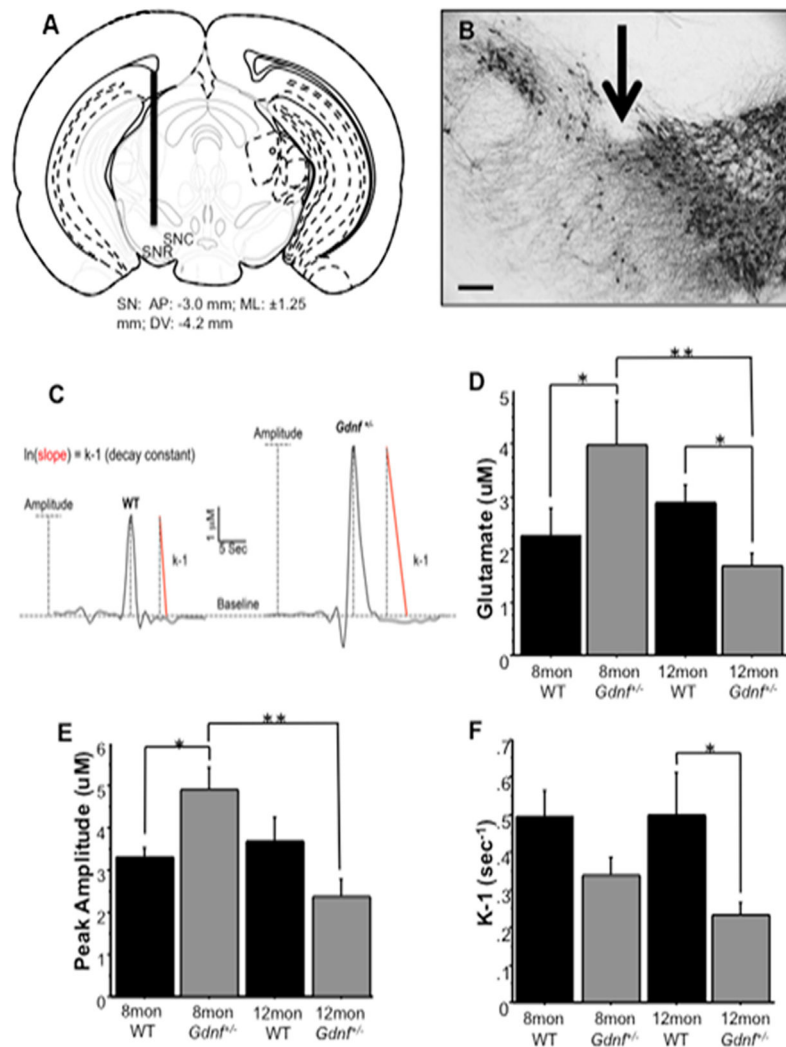 A
SNC
SNR
SN: AP: -3.0 mm; ML: ±1.25
mm; DV: -4.2 mm
B
C
ln(slope) = k-1 (decay constant)
Amplitude
WT
k-1
1 µM
5 Sec
Baseline
Amplitude
Gdnf +/-
k-1
D
Glutamate (uM)
5
4
3
2
1
0
* ** *
8mon
WT
8mon
Gdnf+/-
12mon
WT
12mon
Gdnf+/-
E
Peak Amplitude (uM)
6
5
4
3
2
1
0
* **
8mon
WT
8mon
Gdnf+/-
12mon
WT
12mon
Gdnf+/-
F
K-1 (sec-1)
.7
.6
.5
.4
.3
.2
.1
0
*
8mon
WT
8mon
Gdnf+/-
12mon
WT
12mon
Gdnf+/-